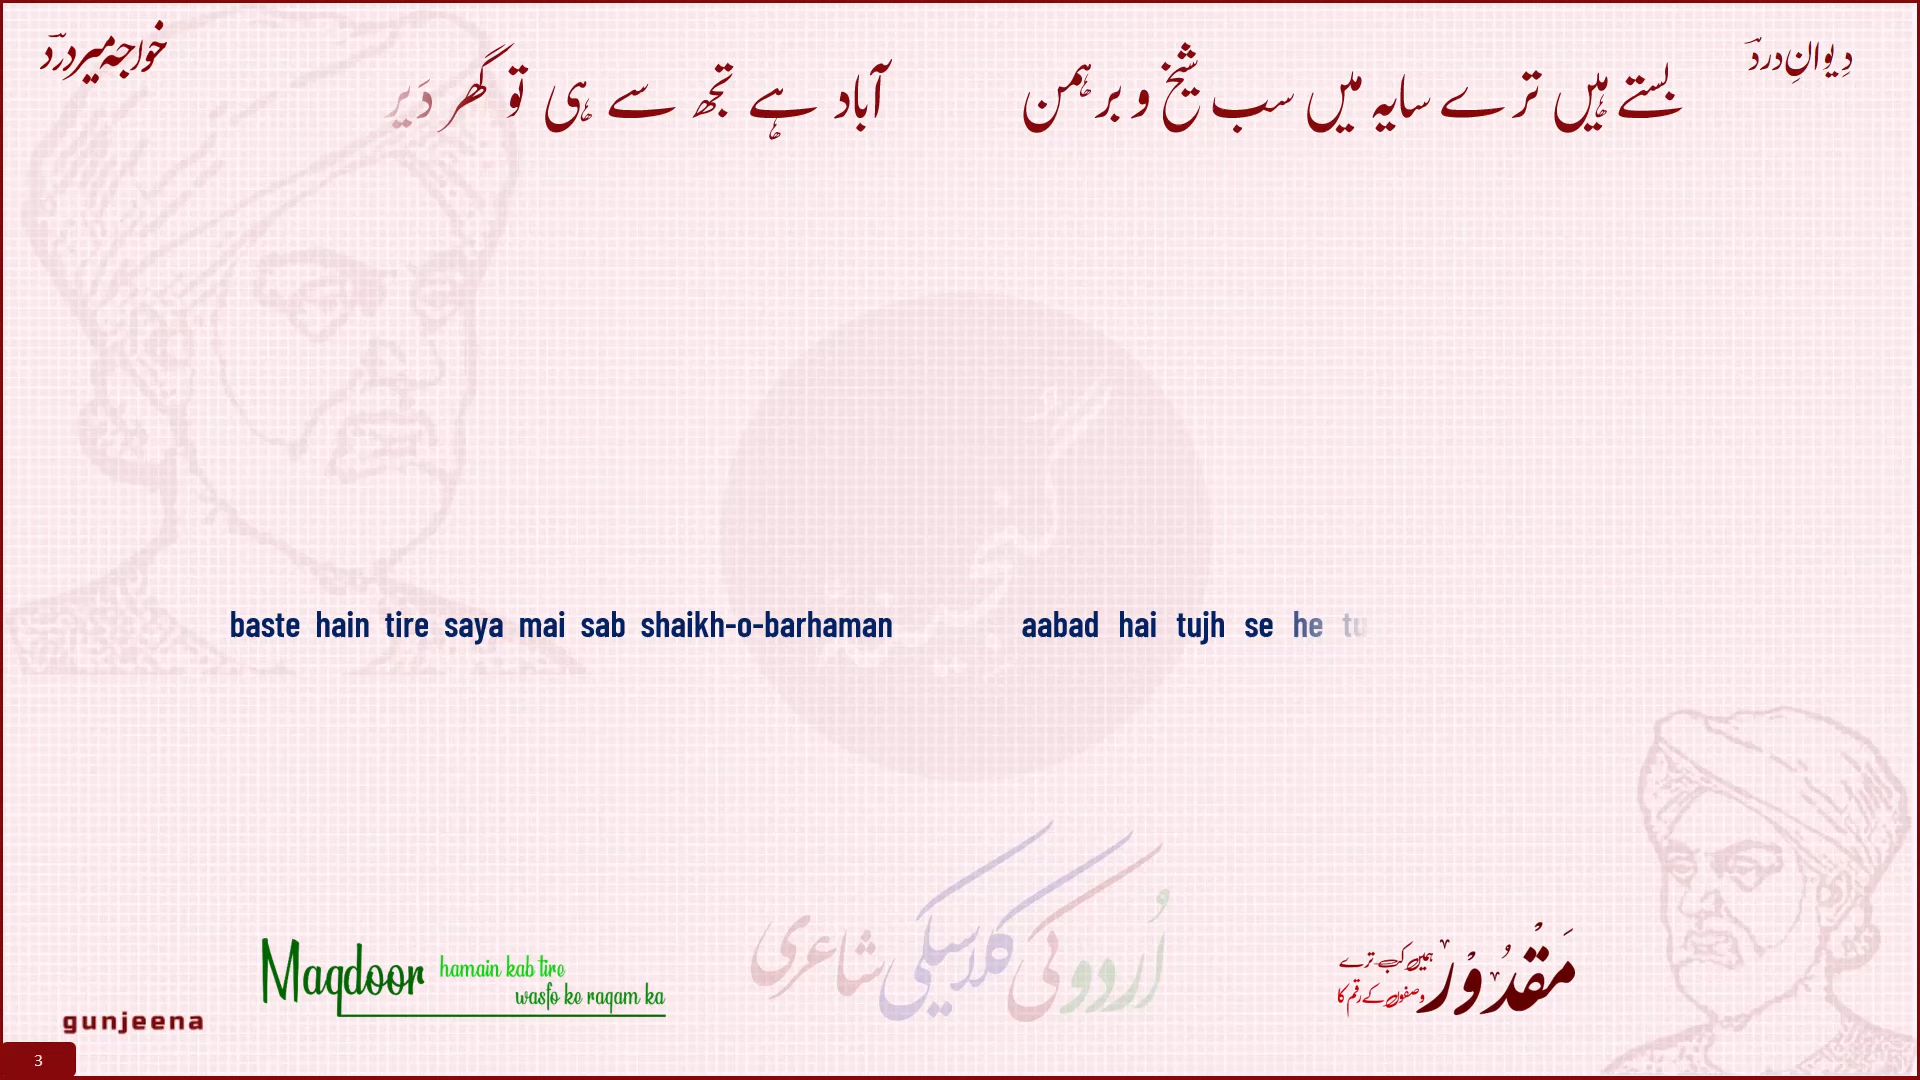 دِیوانِ درد
خواجہ میر درد
بستے ہیں ترے سایہ میں سب شیخ و برہمن
آباد ہے تجھ سے ہی تو گھر دَیر
baste hain tire saya mai sab shaikh-o-barhaman
aabad hai tujh se he tu
اُردو کی کلاسیکی شاعری
Maqdoor hamain kab tire
wasfo ke raqam ka
مَقدُوْر ہمیں کب ترے
وصفوں کے رقم کا
gunjeena
3